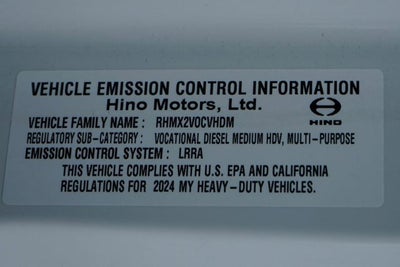 VEHICLE EMISSION CONTROL INFORMATION
Hino Motors, Ltd.
HINO
VEHICLE FAMILY NAME : RHMX2VOCVHDM
REGULATORY SUB-CATEGORY : VOCATIONAL DIESEL MEDIUM HDV, MULTI-PURPOSE
EMISSION CONTROL SYSTEM : LRRA
THIS VEHICLE COMPLIES WITH U.S. EPA AND CALIFORNIA
REGULATIONS FOR 2024 MY HEAVY-DUTY VEHICLES.